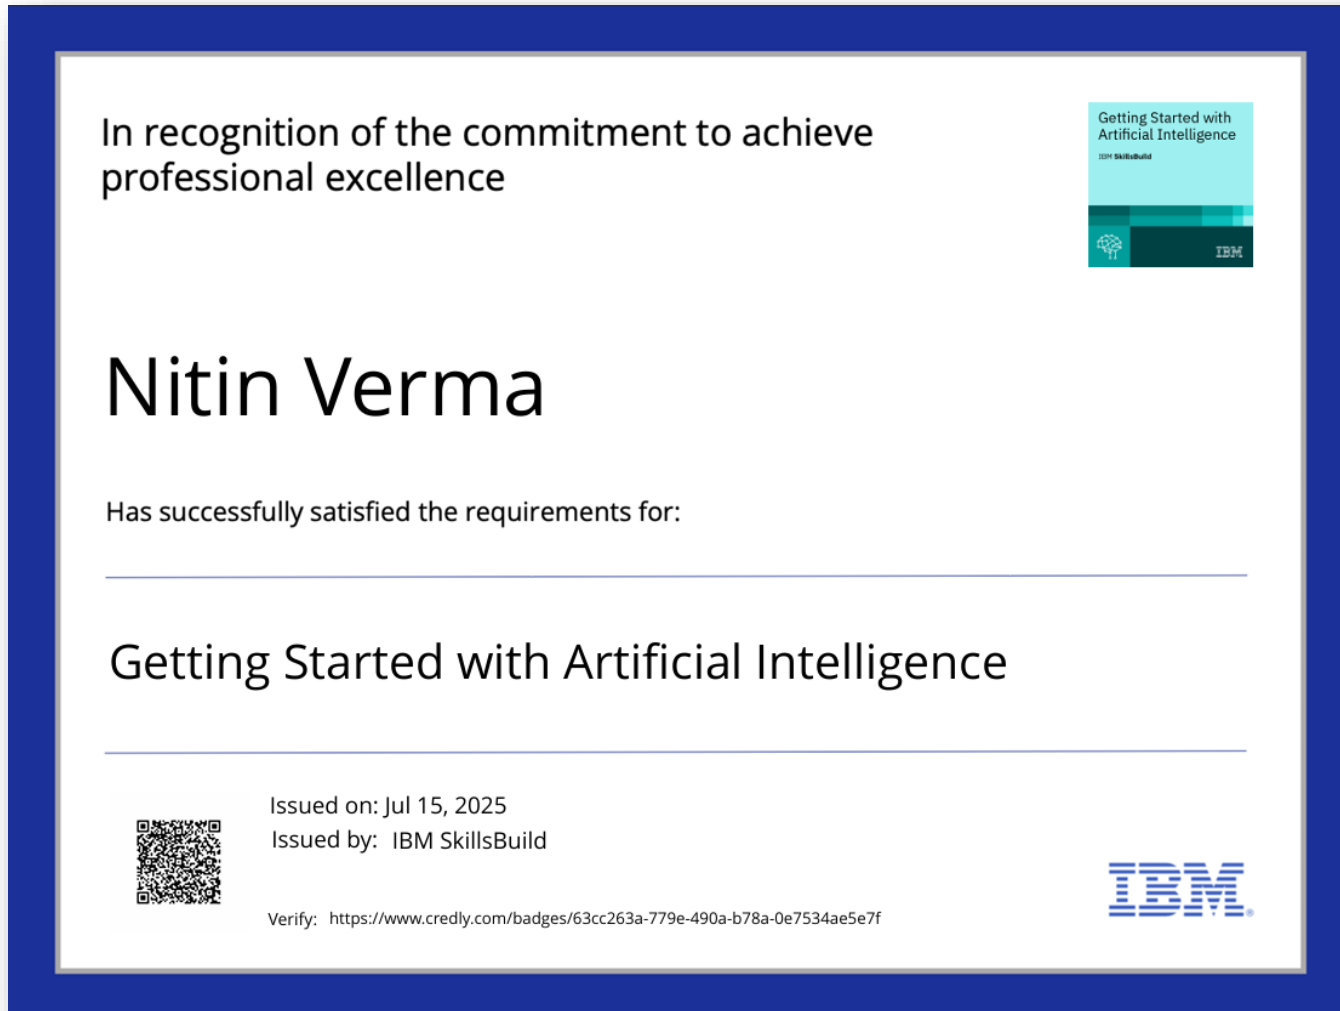 In recognition of the commitment to achieve
professional excellence
Getting Started with
Artificial Intelligence
IBM SkillsBuild
IBM
Nitin Verma
Has successfully satisfied the requirements for:
Getting Started with Artificial Intelligence
Issued on: Jul 15, 2025
Issued by: IBM SkillsBuild
Verify: https://www.credly.com/badges/63cc263a-779e-490a-b78a-0e7534ae5e7f
IBM®